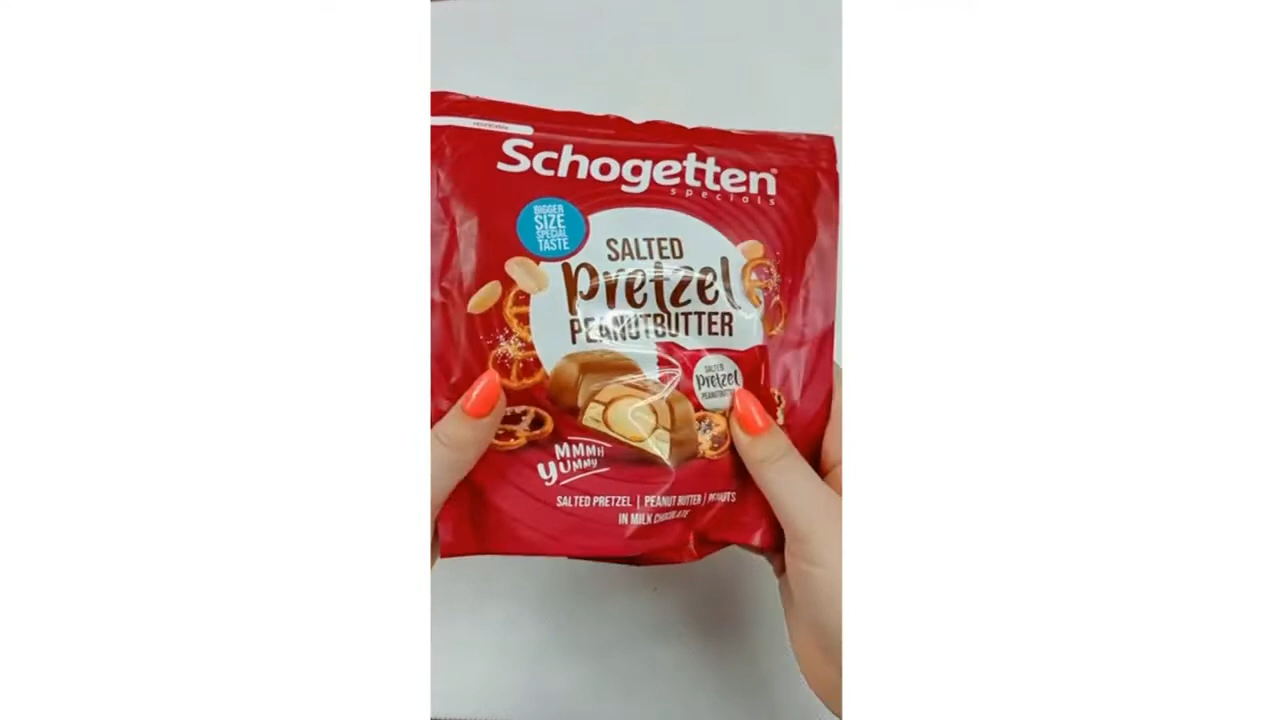 Schogetten
specials
BIGGER
SIZE
SPECIAL
TASTE
SALTED
Pretzel
PEANUTBUTTER
SALTED
Pretzel
PEANUTBUTTER
MMMH
YUMMY
SALTED PRETZEL | PEANUT BUTTER | PEANUTS
IN MILK CHOCOLATE